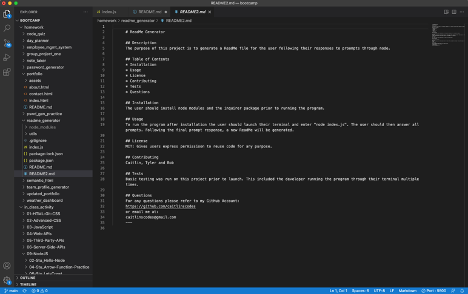 README2.md — bootcamp
EXPLORER
BOOTCAMP
homework
node_quiz
day_planner
employee_mgmt_system
group_project_one
note_taker
password_generator
portfolio
assets
about.html
contact.html
index.html
README.md
pwnt_gps_practice
readme_generator
node_modules
utils
.gitignore
index.js
package-lock.json
package.json
README.md
README2.md
semantic_html
team_profile_generator
updated_portfolio
weather_dashboard
in_class_activity
01-HTML-Git-CSS
02-Advanced-CSS
03-JavaScript
04-Web-APIs
05-Third-Party-APIs
06-Server-Side-APIs
09-NodeJS
02-Stu_Hello-Node
04-Stu_Arrow-Function-Practice
OUTLINE
TIMELINE
index.js
README.md
README2.md
homework > readme_generator > README2.md
# ReadMe Generator
## Description
The purpose of this project is to generate a ReadMe file for the user following their responses to prompts through node.
## Table of Contents
* Installation
* Usage
* License
* Contributing
* Tests
* Questions
## Installation
The user should install node modules and the inquirer package prior to running the program.
## Usage
To run the program after installation the user should launch their terminal and enter "node index.js". The user should then answer all
prompts. Following the final prompt response, a new ReadMe will be generated.
## License
MIT: Gives users express permission to reuse code for any purpose.
## Contributing
Caitlin, Tyler and Rob
## Tests
Basic testing was run on this project prior to launch. This included the developer running the program through their terminal multiple
times.
## Questions
For any questions please refer to my Github Account:
https://github.com/caitlinscodes
or email me at:
caitlinscodes@gmail.com
main
Ln 1, Col 1
Spaces: 5
UTF-8
LF
Markdown
Port : 5500